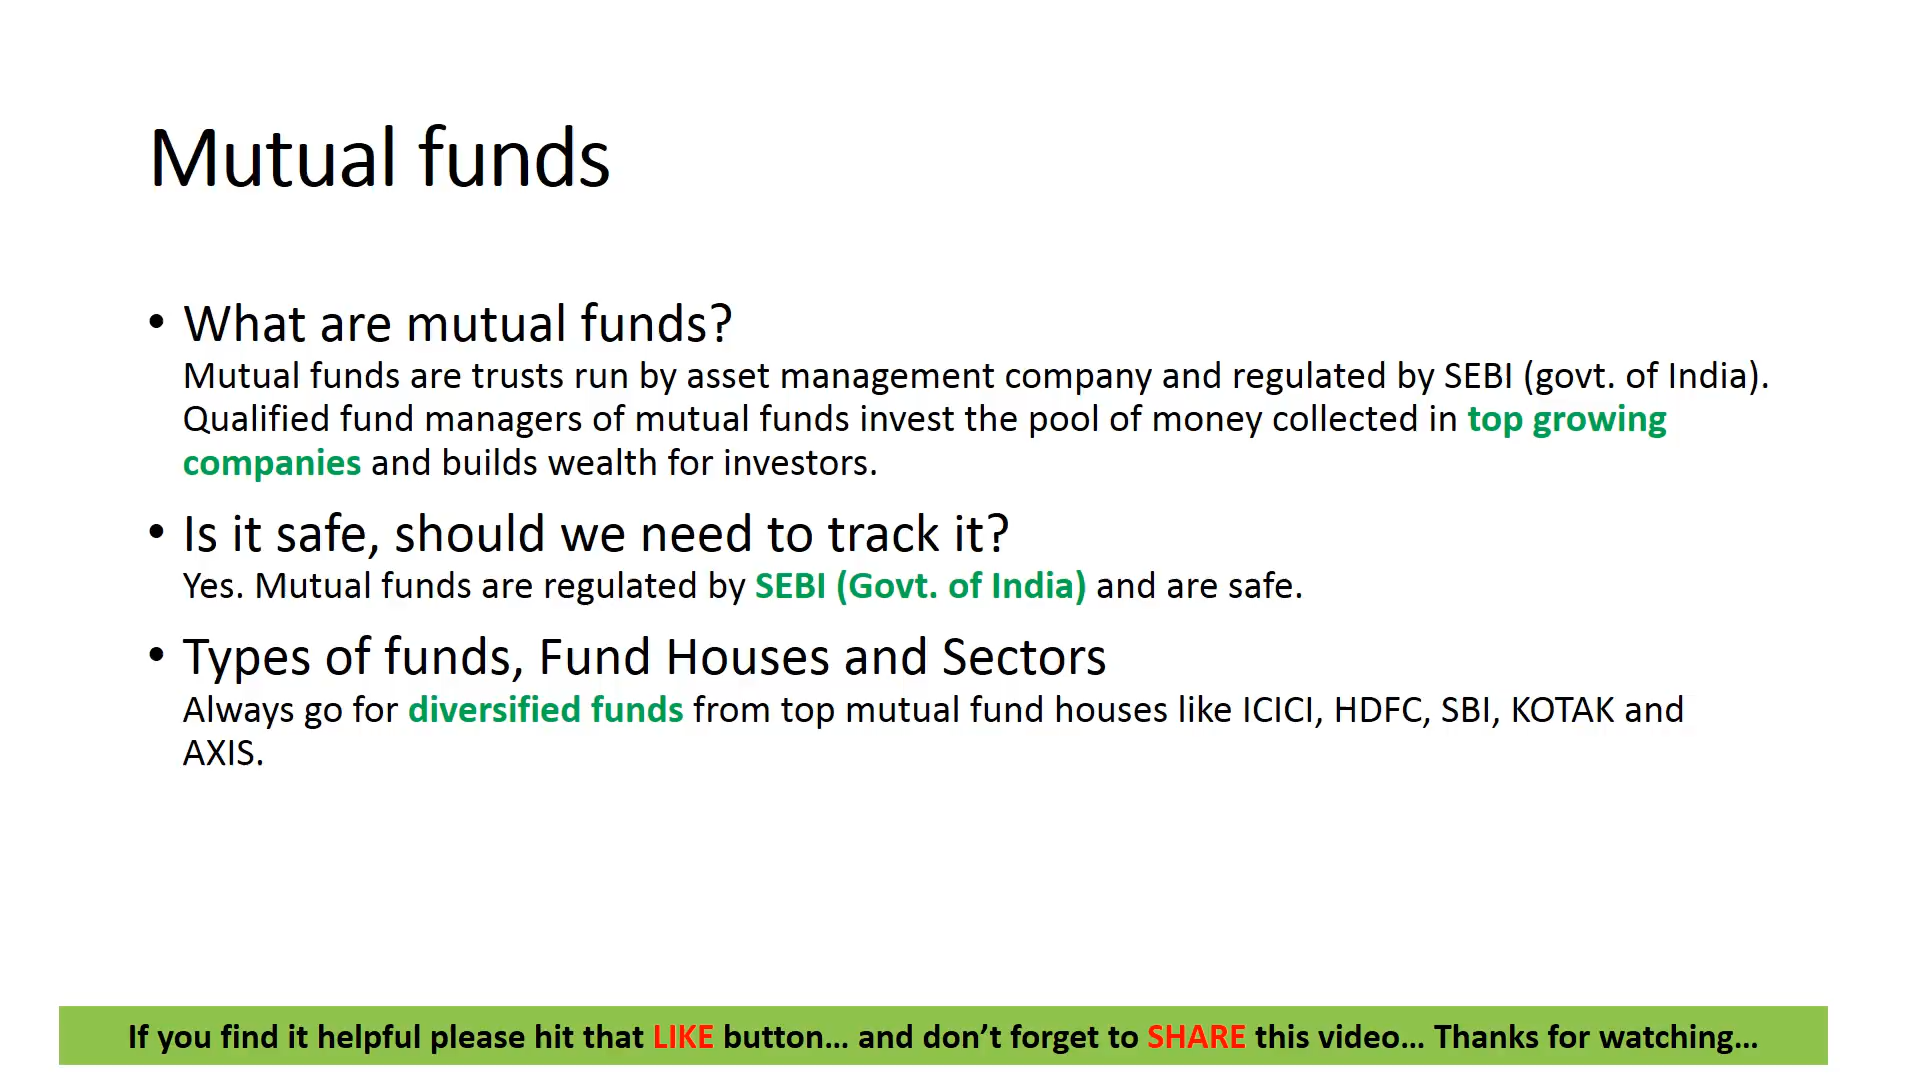 Mutual funds
• What are mutual funds?
Mutual funds are trusts run by asset management company and regulated by SEBI (govt. of India).
Qualified fund managers of mutual funds invest the pool of money collected in top growing
companies and builds wealth for investors.
• Is it safe, should we need to track it?
Yes. Mutual funds are regulated by SEBI (Govt. of India) and are safe.
• Types of funds, Fund Houses and Sectors
Always go for diversified funds from top mutual fund houses like ICICI, HDFC, SBI, KOTAK and
AXIS.
If you find it helpful please hit that LIKE button... and don’t forget to SHARE this video... Thanks for watching...